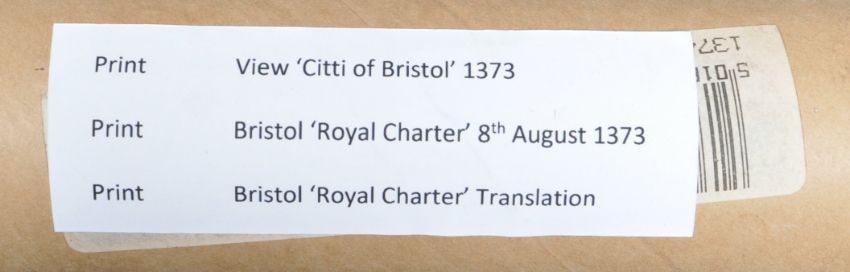 Print View ‘Citti of Bristol’ 1373
Print Bristol ‘Royal Charter’ 8th August 1373
Print Bristol ‘Royal Charter’ Translation